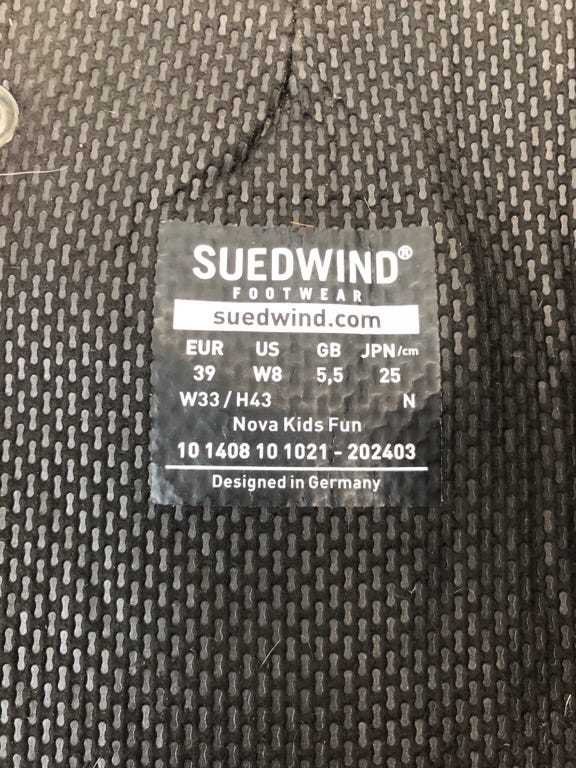 SUEDWIND®
FOOTWEAR
suedwind.com
EUR US GB JPN/cm
39 W8 5,5 25
W33 / H43 N
Nova Kids Fun
10 1408 10 1021 - 202403
Designed in Germany